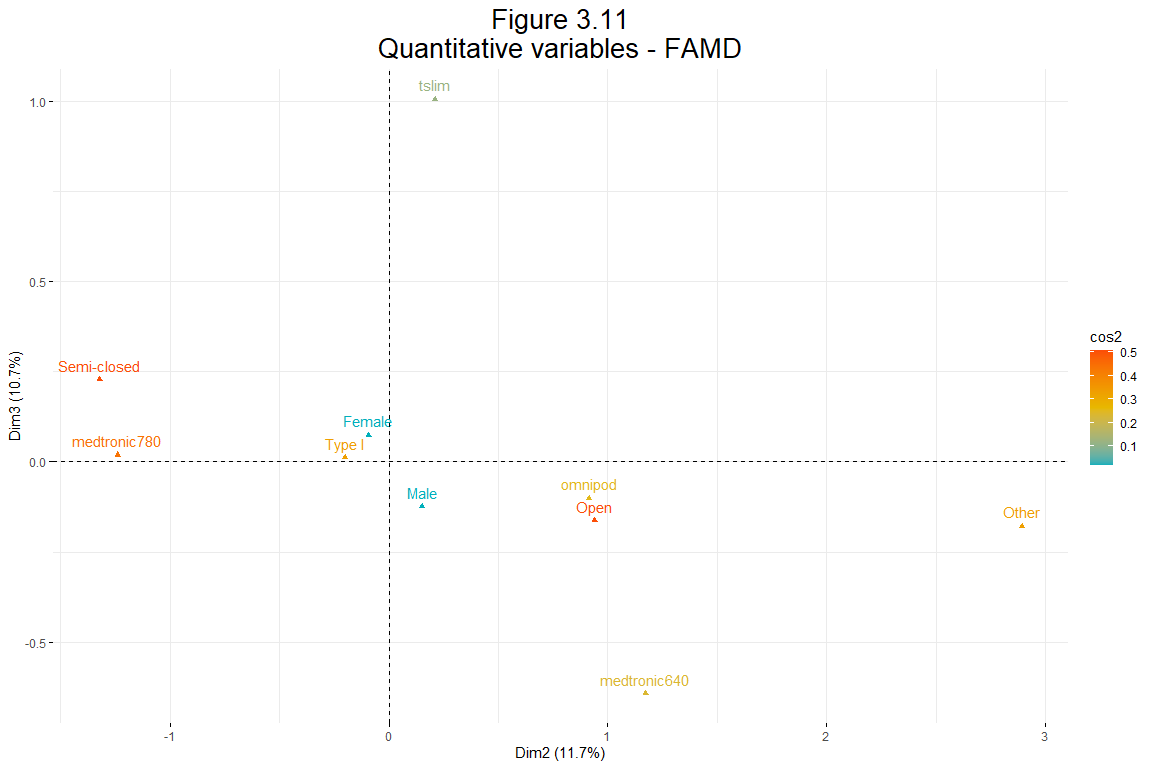 Figure 3.11
Quantitative variables - FAMD
tslim
1.0
0.5
Semi-closed
Female
medtronic780
Type I
0.0
Male
omnipod
Open
Other
-0.5
medtronic640
-1
0
1
2
3
Dim2 (11.7%)
Dim3 (10.7%)
cos2
0.5
0.4
0.3
0.2
0.1